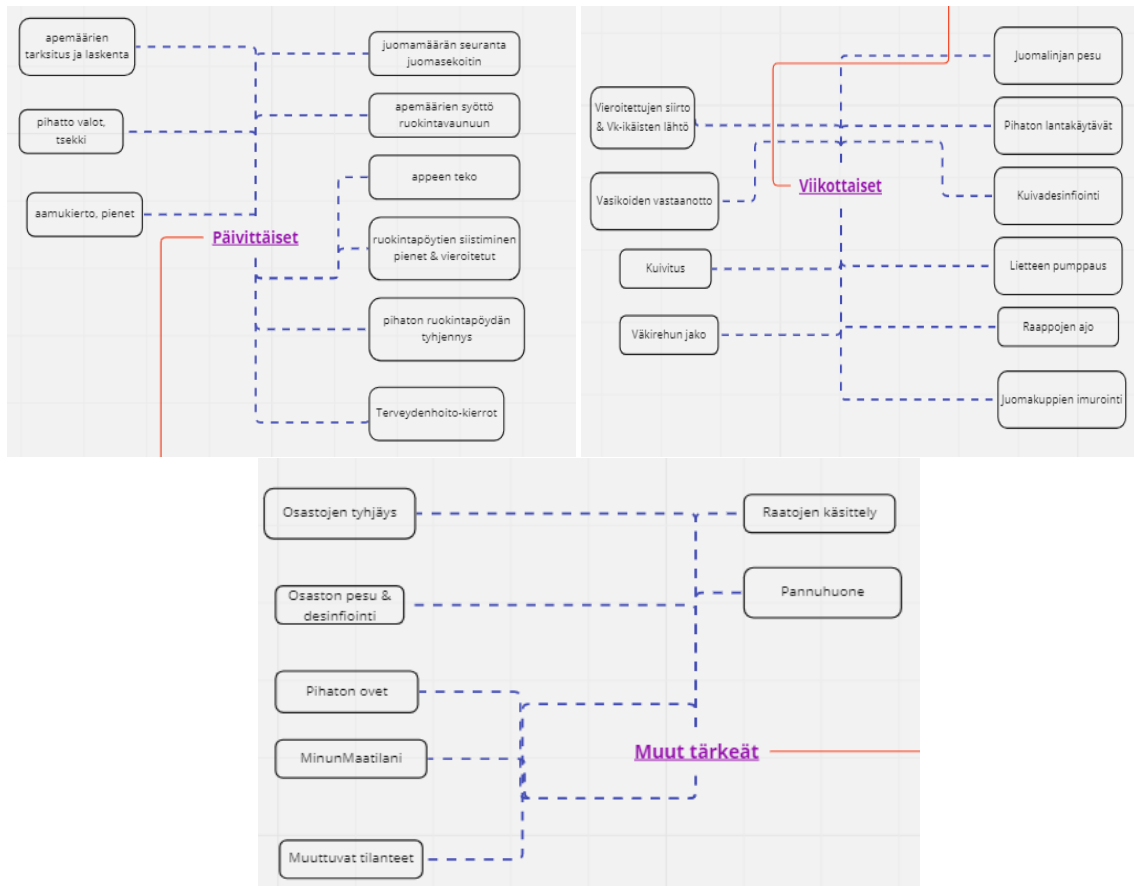 apemäärien
tarksitus ja laskenta
pihatto valot,
tsekki
aamukierto, pienet
Päivittäiset
juomamäärän seuranta
juomasekoitin
apemäärien syöttö
ruokintavaunuun
appeen teko
ruokintapöytien siistiminen
pienet & vieroitetut
pihaton ruokintapöydän
tyhjennys
Terveydenhoito-kierrot
Vieroitettujen siirto
& Vk-ikäisten lähtö
Vasikoiden vastaanotto
Kuivitus
Väkirehun jako
Viikottaiset
Juomalinjan pesu
Pihaton lantakäytävät
Kuivadesinfiointi
Lietteen pumppaus
Raappojen ajo
Juomakuppien imurointi
Osastojen tyhjäys
Osaston pesu &
desinfiointi
Pihaton ovet
MinunMaatilani
Muuttuvat tilanteet
Muut tärkeät
Raatojen käsittely
Pannuhuone